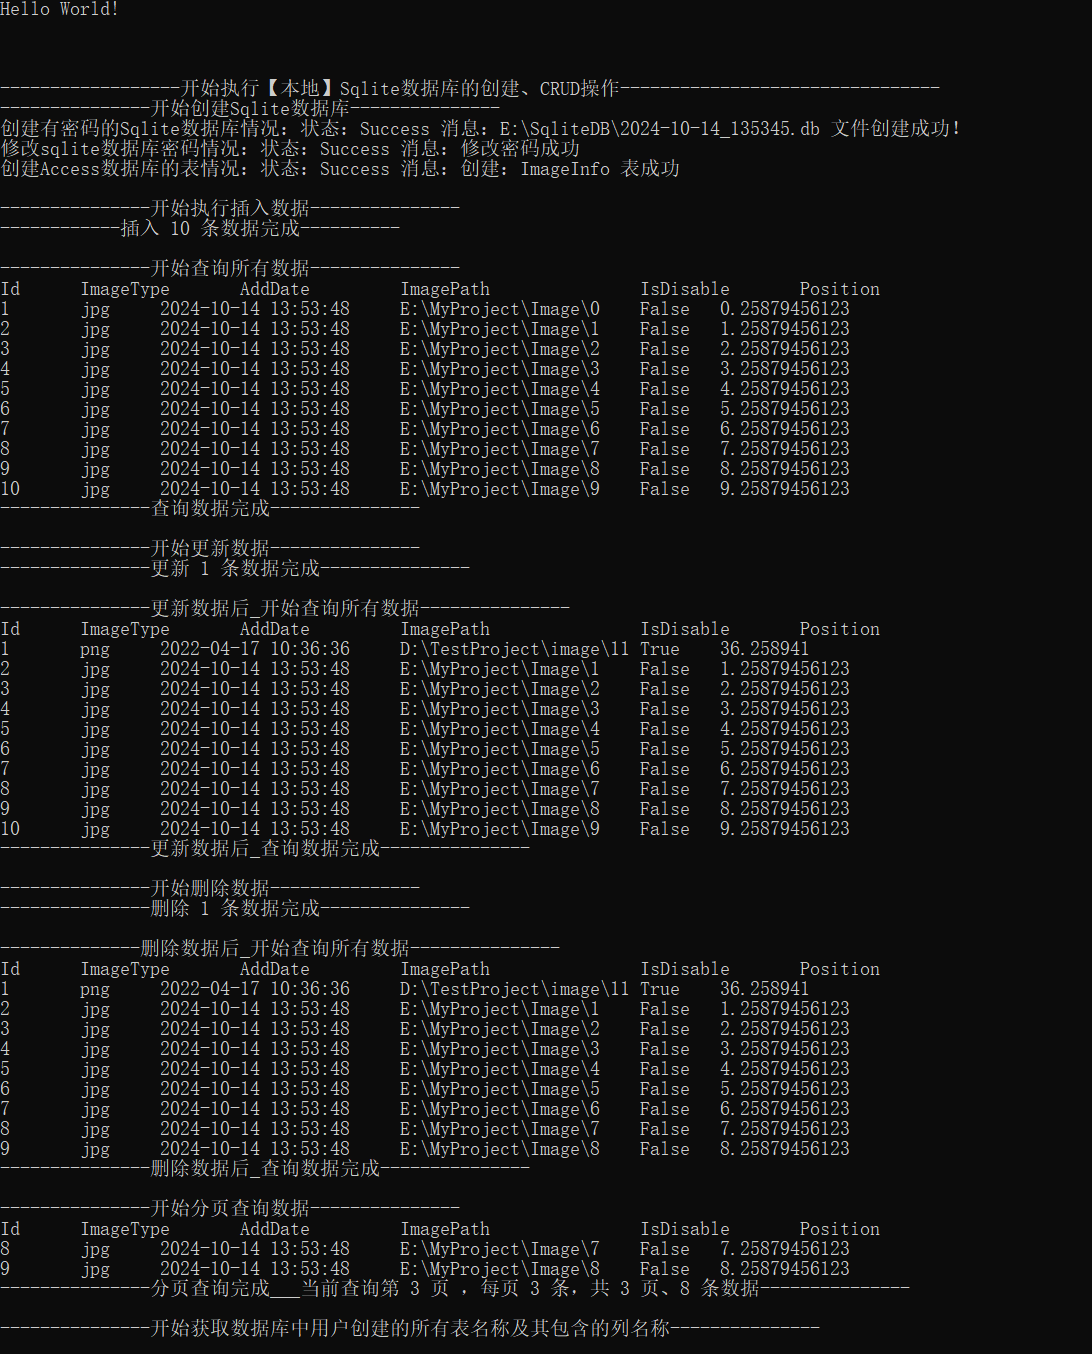 Hello World!
------------------开始执行【本地】Sqlite数据库的创建、CRUD操作--------------------------------
---------------开始创建Sqlite数据库---------------
创建有密码的Sqlite数据库情况：状态：Success 消息：E:\SqliteDB\2024-10-14_135345.db 文件创建成功!
修改sqlite数据库密码情况：状态：Success 消息：修改密码成功
创建Access数据库的表情况：状态：Success 消息：创建：ImageInfo 表成功
---------------开始执行插入数据---------------
------------插入 10 条数据完成----------
---------------开始查询所有数据---------------
Id ImageType AddDate ImagePath IsDisable Position
1 jpg 2024-10-14 13:53:48 E:\MyProject\Image\0 False 0.25879456123
2 jpg 2024-10-14 13:53:48 E:\MyProject\Image\1 False 1.25879456123
3 jpg 2024-10-14 13:53:48 E:\MyProject\Image\2 False 2.25879456123
4 jpg 2024-10-14 13:53:48 E:\MyProject\Image\3 False 3.25879456123
5 jpg 2024-10-14 13:53:48 E:\MyProject\Image\4 False 4.25879456123
6 jpg 2024-10-14 13:53:48 E:\MyProject\Image\5 False 5.25879456123
7 jpg 2024-10-14 13:53:48 E:\MyProject\Image\6 False 6.25879456123
8 jpg 2024-10-14 13:53:48 E:\MyProject\Image\7 False 7.25879456123
9 jpg 2024-10-14 13:53:48 E:\MyProject\Image\8 False 8.25879456123
10 jpg 2024-10-14 13:53:48 E:\MyProject\Image\9 False 9.25879456123
---------------查询数据完成---------------
---------------开始更新数据---------------
---------------更新 1 条数据完成---------------
---------------更新数据后_开始查询所有数据---------------
Id ImageType AddDate ImagePath IsDisable Position
1 png 2022-04-17 10:36:36 D:\TestProject\image\11 True 36.258941
2 jpg 2024-10-14 13:53:48 E:\MyProject\Image\1 False 1.25879456123
3 jpg 2024-10-14 13:53:48 E:\MyProject\Image\2 False 2.25879456123
4 jpg 2024-10-14 13:53:48 E:\MyProject\Image\3 False 3.25879456123
5 jpg 2024-10-14 13:53:48 E:\MyProject\Image\4 False 4.25879456123
6 jpg 2024-10-14 13:53:48 E:\MyProject\Image\5 False 5.25879456123
7 jpg 2024-10-14 13:53:48 E:\MyProject\Image\6 False 6.25879456123
8 jpg 2024-10-14 13:53:48 E:\MyProject\Image\7 False 7.25879456123
9 jpg 2024-10-14 13:53:48 E:\MyProject\Image\8 False 8.25879456123
10 jpg 2024-10-14 13:53:48 E:\MyProject\Image\9 False 9.25879456123
---------------更新数据后_查询数据完成---------------
---------------开始删除数据---------------
---------------删除 1 条数据完成---------------
--------------删除数据后_开始查询所有数据---------------
Id ImageType AddDate ImagePath IsDisable Position
1 png 2022-04-17 10:36:36 D:\TestProject\image\11 True 36.258941
2 jpg 2024-10-14 13:53:48 E:\MyProject\Image\1 False 1.25879456123
3 jpg 2024-10-14 13:53:48 E:\MyProject\Image\2 False 2.25879456123
4 jpg 2024-10-14 13:53:48 E:\MyProject\Image\3 False 3.25879456123
5 jpg 2024-10-14 13:53:48 E:\MyProject\Image\4 False 4.25879456123
6 jpg 2024-10-14 13:53:48 E:\MyProject\Image\5 False 5.25879456123
7 jpg 2024-10-14 13:53:48 E:\MyProject\Image\6 False 6.25879456123
8 jpg 2024-10-14 13:53:48 E:\MyProject\Image\7 False 7.25879456123
9 jpg 2024-10-14 13:53:48 E:\MyProject\Image\8 False 8.25879456123
---------------删除数据后_查询数据完成---------------
---------------开始分页查询数据---------------
Id ImageType AddDate ImagePath IsDisable Position
8 jpg 2024-10-14 13:53:48 E:\MyProject\Image\7 False 7.25879456123
9 jpg 2024-10-14 13:53:48 E:\MyProject\Image\8 False 8.25879456123
---------------分页查询完成___当前查询第 3 页 ，每页 3 条，共 3 页、8 条数据---------------
---------------开始获取数据库中用户创建的所有表名称及其包含的列名称---------------